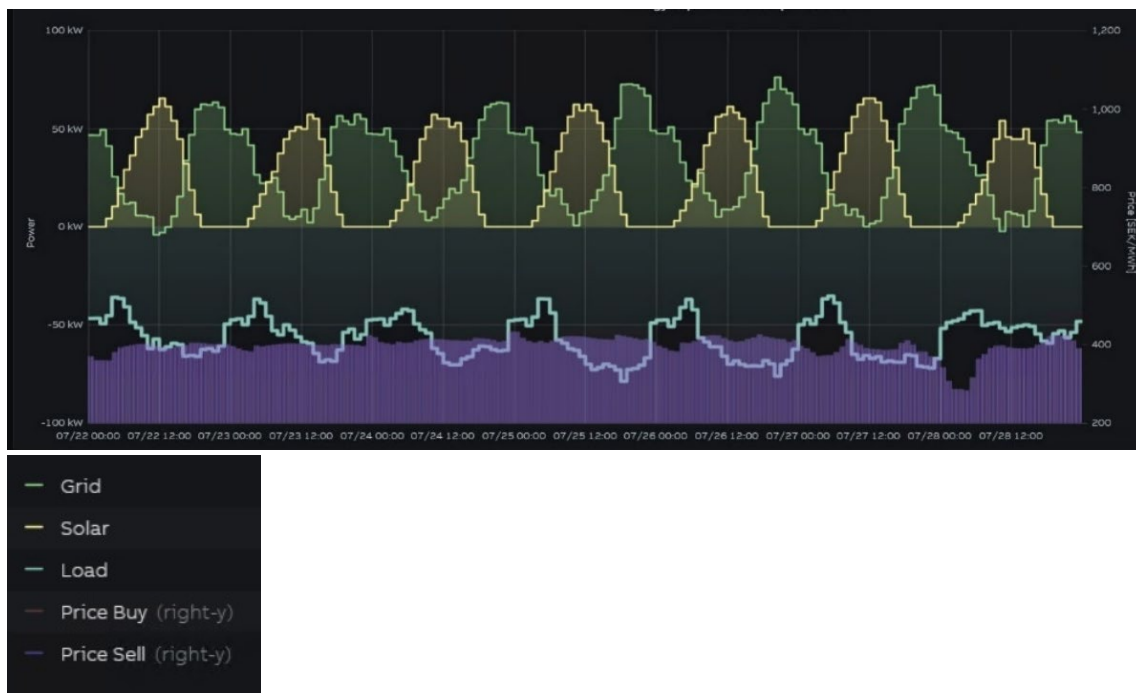 100 kW
1,200
1,000
50 kW
800
Power
0 kW
Price [SEK/MWh]
600
-50 kW
400
-100 kW
200
07/22 00:00 07/22 12:00 07/23 00:00 07/23 12:00 07/24 00:00 07/24 12:00 07/25 00:00 07/25 12:00 07/26 00:00 07/26 12:00 07/27 00:00 07/27 12:00 07/28 00:00 07/28 12:00
Grid
Solar
Load
Price Buy (right-y)
Price Sell (right-y)